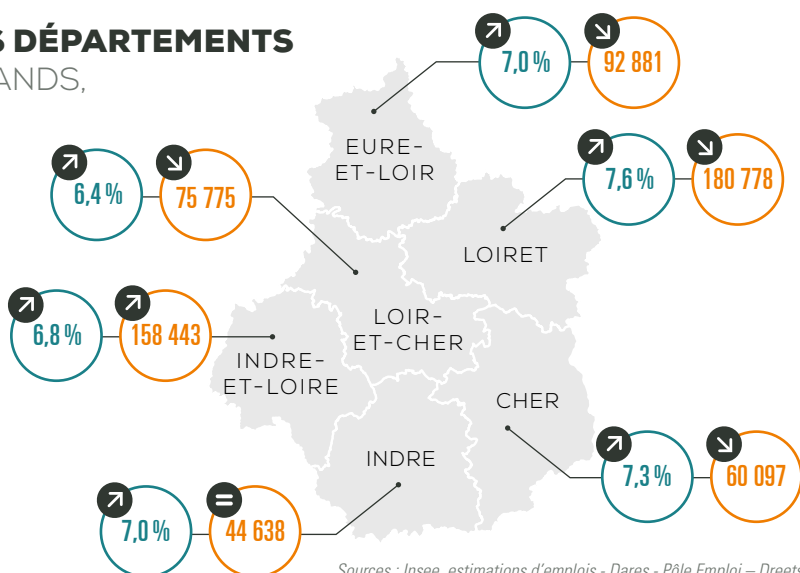 DÉPARTEMENTS
7,0 %
92 881
EURE-
ET-LOIR
6,4 %
75 775
7,6 %
180 778
LOIRET
6,8 %
158 443
LOIR-
ET-CHER
INDRE-
ET-LOIRE
CHER
INDRE
7,3 %
60 097
7,0 %
=
44 638
Sources : Insee, estimations d'emplois - Dares - Pôle Emploi – Dreets